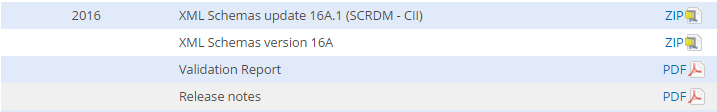 2016 XML Schemas update 16A.1 (SCRDM - CII) ZIP
XML Schemas version 16A ZIP
Validation Report PDF
Release notes PDF